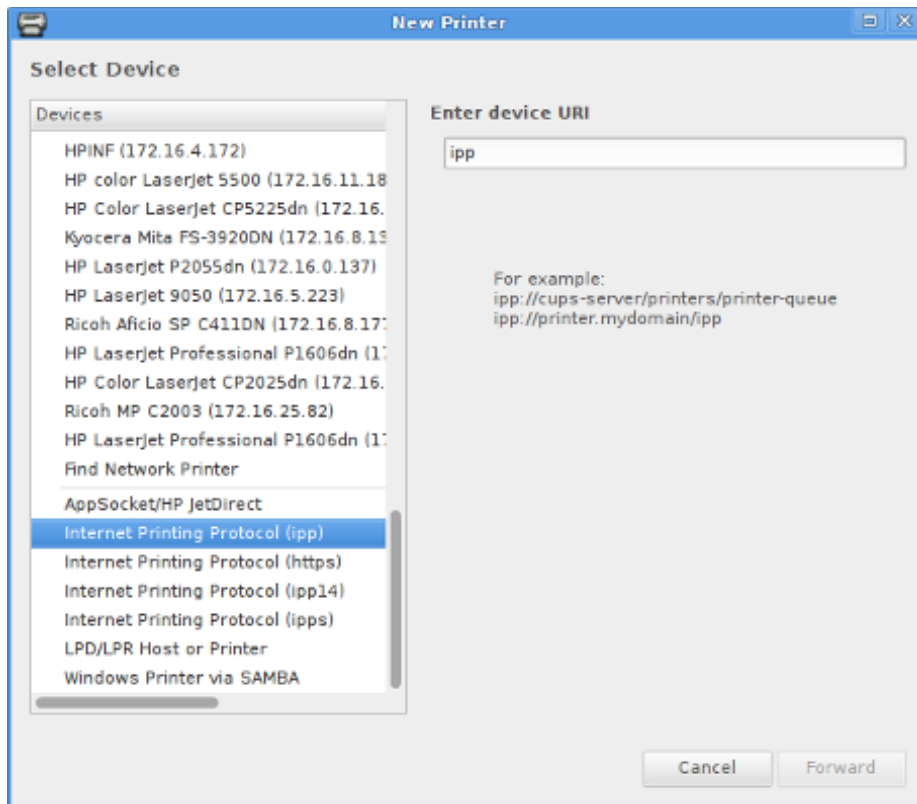 New Printer
Select Device
Devices
HPINF (172.16.4.172)
HP color LaserJet 5500 (172.16.11.18
HP Color LaserJet CP5225dn (172.16.
Kyocera Mita FS-3920DN (172.16.8.13
HP LaserJet P2055dn (172.16.0.137)
HP LaserJet 9050 (172.16.5.223)
Ricoh Aficio SP C411DN (172.16.8.177
HP LaserJet Professional P1606dn (17
HP Color LaserJet CP2025dn (172.16.
Ricoh MP C2003 (172.16.25.82)
HP LaserJet Professional P1606dn (17
Find Network Printer
AppSocket/HP JetDirect
Internet Printing Protocol (ipp)
Internet Printing Protocol (https)
Internet Printing Protocol (ipp14)
Internet Printing Protocol (ipps)
LPD/LPR Host or Printer
Windows Printer via SAMBA
Enter device URI
ipp
For example:
ipp://cups-server/printers/printer-queue
ipp://printer.mydomain/ipp
Cancel
Forward